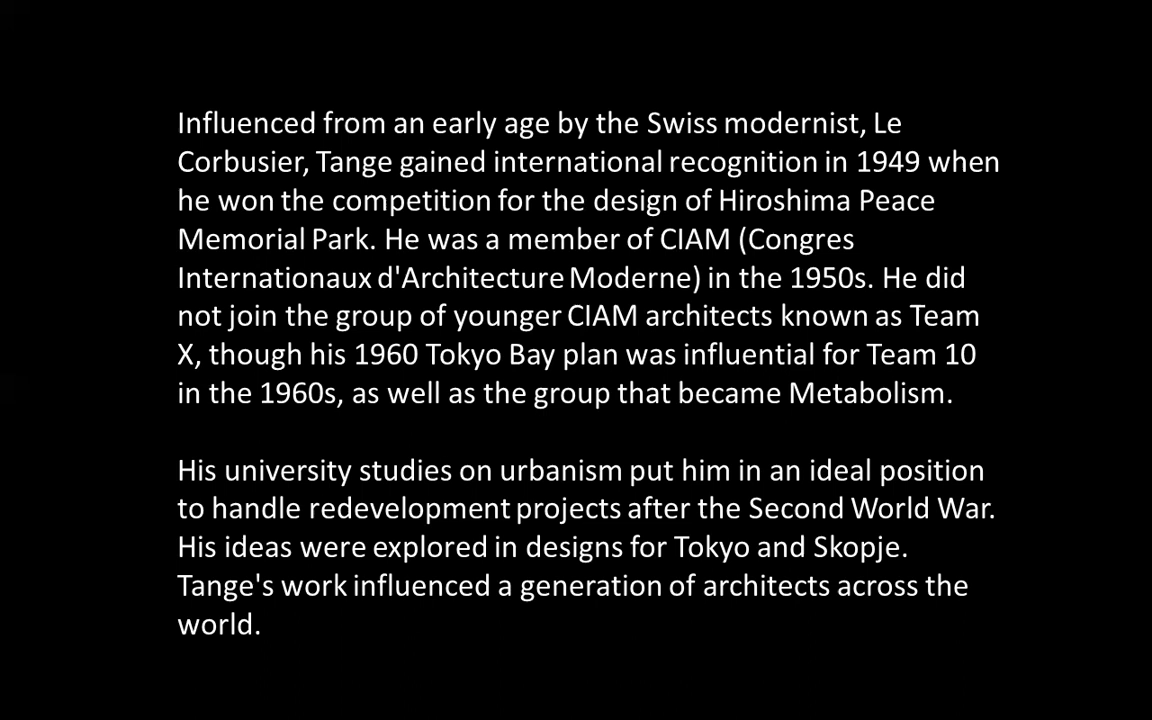 Influenced from an early age by the Swiss modernist, Le
Corbusier, Tange gained international recognition in 1949 when
he won the competition for the design of Hiroshima Peace
Memorial Park. He was a member of CIAM (Congres
Internationaux d'Architecture Moderne) in the 1950s. He did
not join the group of younger CIAM architects known as Team
X, though his 1960 Tokyo Bay plan was influential for Team 10
in the 1960s, as well as the group that became Metabolism.
His university studies on urbanism put him in an ideal position
to handle redevelopment projects after the Second World War.
His ideas were explored in designs for Tokyo and Skopje.
Tange's work influenced a generation of architects across the
world.